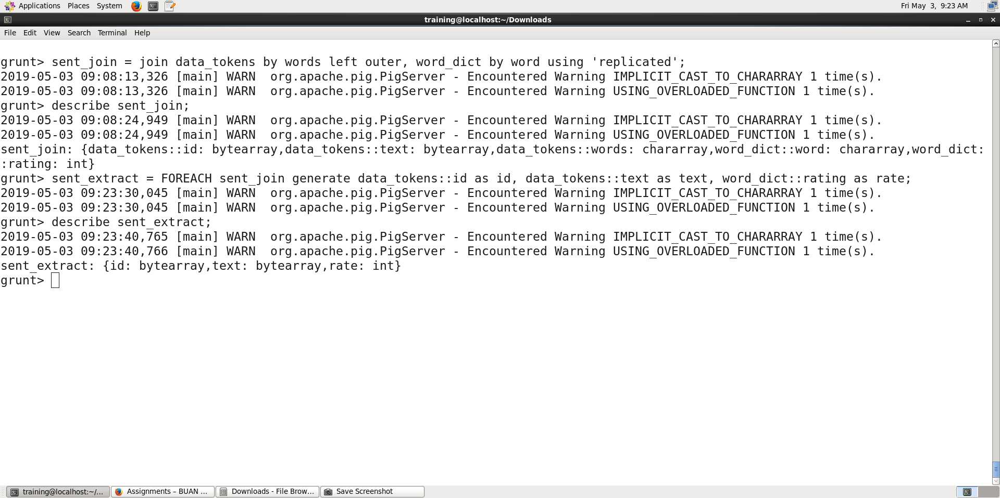 Applications Places System Fri May 3, 9:23 AM
training@localhost:~/Downloads
File Edit View Search Terminal Help
grunt> sent_join = join data_tokens by words left outer, word_dict by word using 'replicated';
2019-05-03 09:08:13,326 [main] WARN  org.apache.pig.PigServer - Encountered Warning IMPLICIT_CAST_TO_CHARARRAY 1 time(s).
2019-05-03 09:08:13,326 [main] WARN  org.apache.pig.PigServer - Encountered Warning USING_OVERLOADED_FUNCTION 1 time(s).
grunt> describe sent_join;
2019-05-03 09:08:24,949 [main] WARN  org.apache.pig.PigServer - Encountered Warning IMPLICIT_CAST_TO_CHARARRAY 1 time(s).
2019-05-03 09:08:24,949 [main] WARN  org.apache.pig.PigServer - Encountered Warning USING_OVERLOADED_FUNCTION 1 time(s).
sent_join: {data_tokens::id: bytearray,data_tokens::text: bytearray,data_tokens::words: chararray,word_dict::word: chararray,word_dict:
:rating: int}
grunt> sent_extract = FOREACH sent_join generate data_tokens::id as id, data_tokens::text as text, word_dict::rating as rate;
2019-05-03 09:23:30,045 [main] WARN  org.apache.pig.PigServer - Encountered Warning IMPLICIT_CAST_TO_CHARARRAY 1 time(s).
2019-05-03 09:23:30,045 [main] WARN  org.apache.pig.PigServer - Encountered Warning USING_OVERLOADED_FUNCTION 1 time(s).
grunt> describe sent_extract;
2019-05-03 09:23:40,765 [main] WARN  org.apache.pig.PigServer - Encountered Warning IMPLICIT_CAST_TO_CHARARRAY 1 time(s).
2019-05-03 09:23:40,766 [main] WARN  org.apache.pig.PigServer - Encountered Warning USING_OVERLOADED_FUNCTION 1 time(s).
sent_extract: {id: bytearray,text: bytearray,rate: int}
grunt>
training@localhost:~/... Assignments – BUAN ... Downloads - File Brow... Save Screenshot